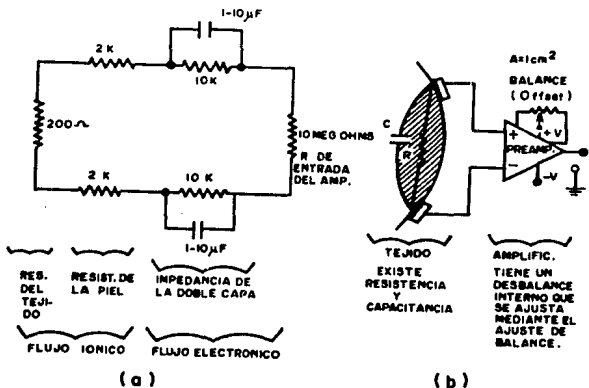 1-10µF
2 K
10K
200Ω
10 MEG OHMS
R DE
ENTRADA
DEL AMP.
2 K
10 K
1-10µF
RES.
DEL
TEJI-
DO
RESIST. DE
LA PIEL
IMPEDANCIA DE
LA DOBLE CAPA
FLUJO IONICO
FLUJO ELECTRONICO
(a)
A=1cm²
BALANCE
(Offset)
+V
C
R
+
PREAMP.
−
-V
TEJIDO
EXISTE
RESISTENCIA
Y
CAPACITANCIA
AMPLIFIC.
TIENE UN
DESBALANCE
INTERNO QUE
SE AJUSTA
MEDIANTE EL
AJUSTE DE
BALANCE.
(b)